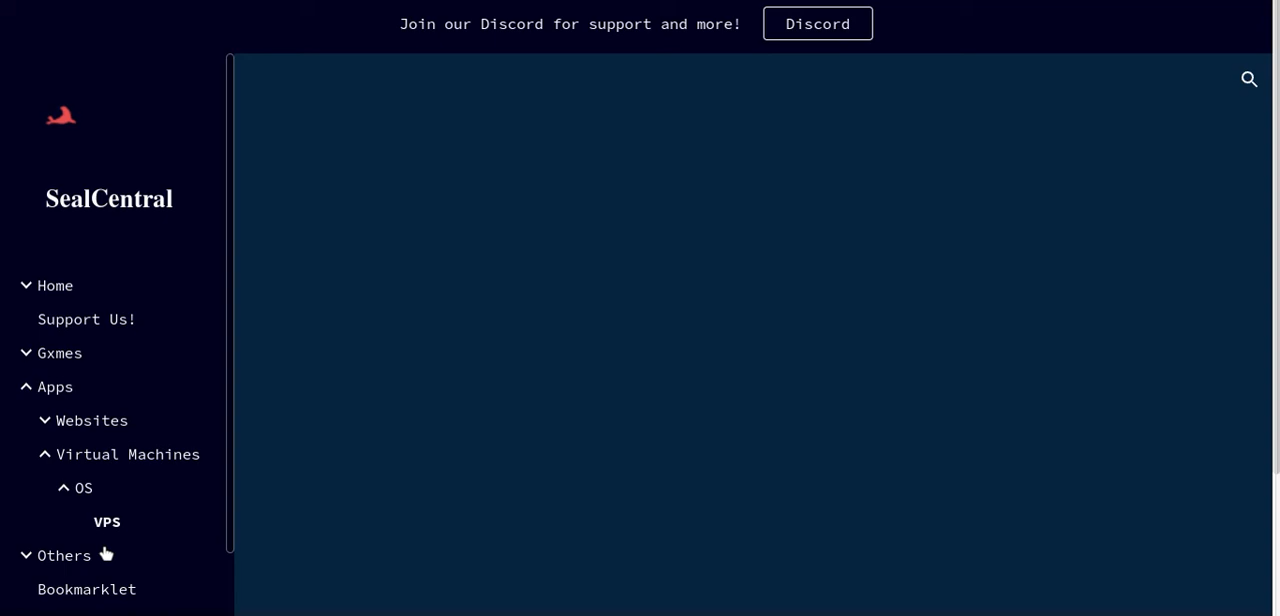 Join our Discord for support and more! Discord
SealCentral
Home
Support Us!
Gxmes
Apps
Websites
Virtual Machines
OS
VPS
Others
Bookmarklet